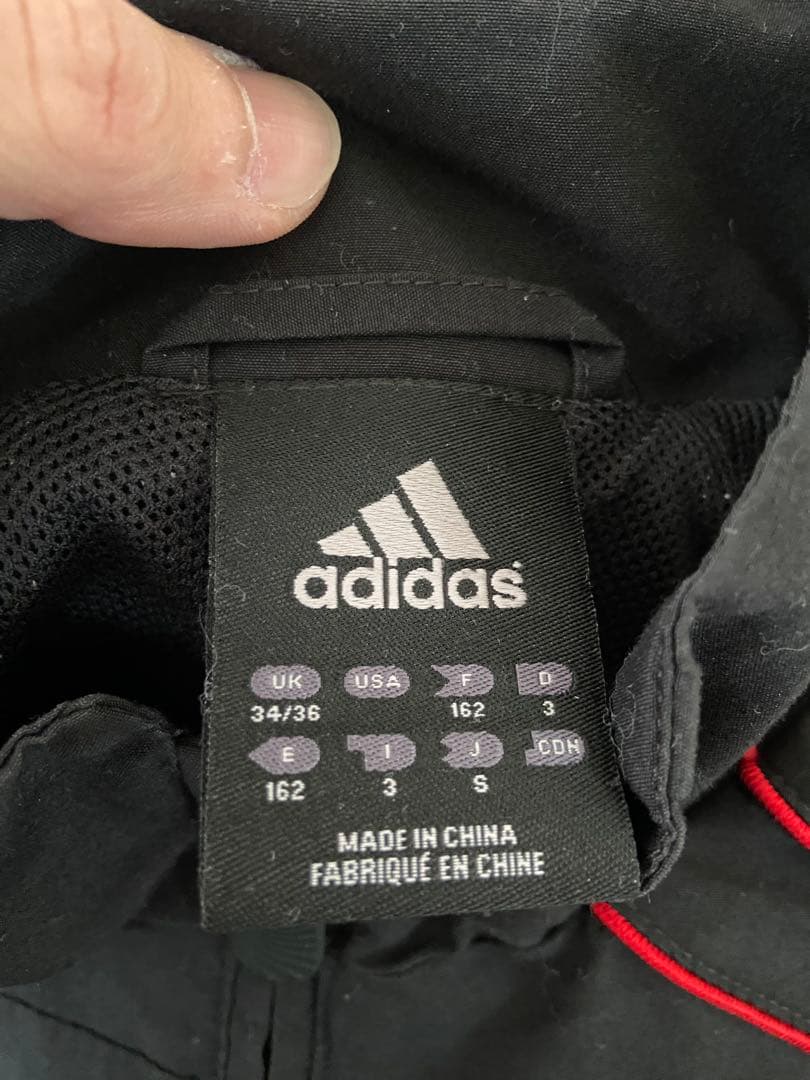 adidas
UK USA F D
34/36 162 3
E I J CDN
162 3 S
MADE IN CHINA
FABRIQUÉ EN CHINE